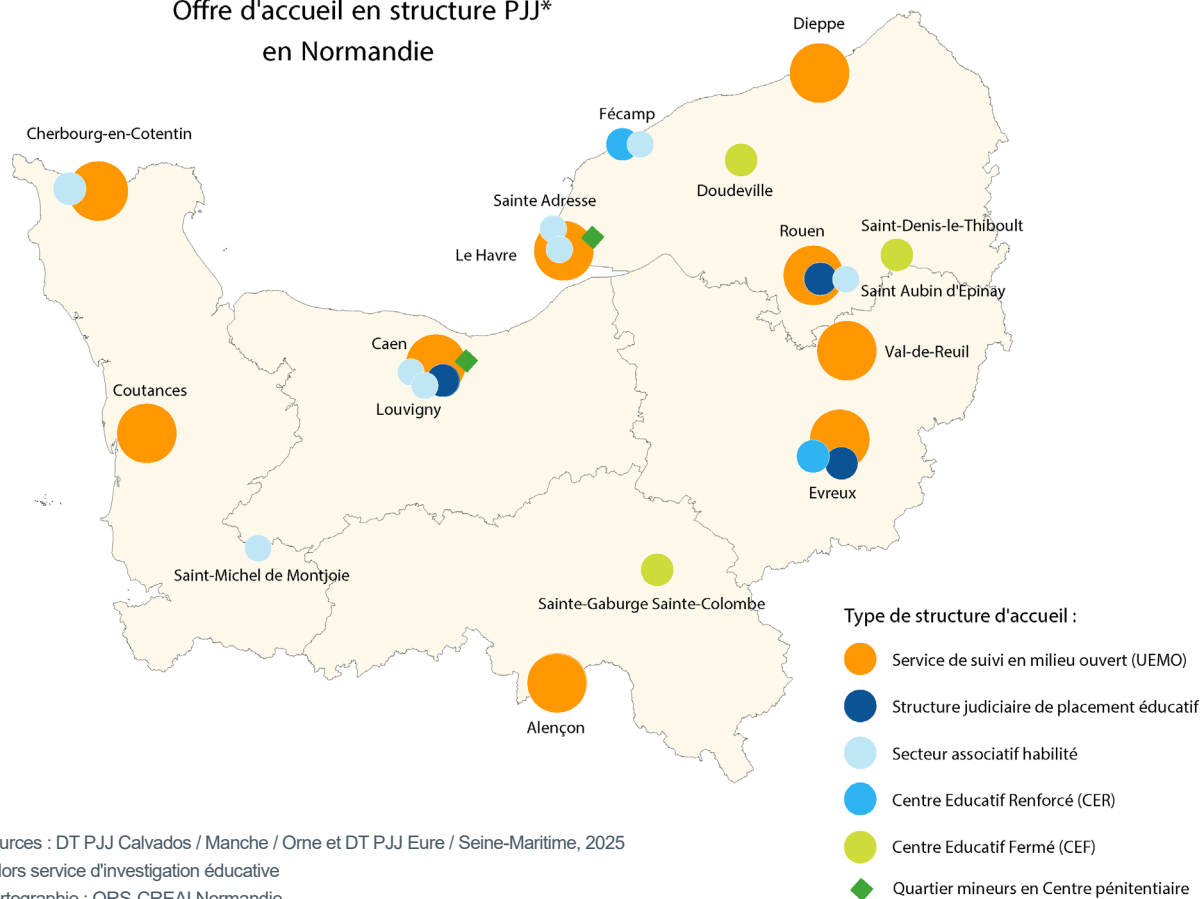 Offre d'accueil en structure PJJ*
en Normandie
Dieppe
Fécamp
Cherbourg-en-Cotentin
Doudeville
Sainte Adresse
Saint-Denis-le-Thiboult
Rouen
Le Havre
Saint Aubin d'Epinay
Caen
Val-de-Reuil
Coutances
Louvigny
Evreux
Saint-Michel de Montjoie
Sainte-Gaburge Sainte-Colombe
Alençon
Type de structure d'accueil :
Service de suivi en milieu ouvert (UEMO)
Structure judiciaire de placement éducatif
Secteur associatif habilité
Centre Educatif Renforcé (CER)
Centre Educatif Fermé (CEF)
Quartier mineurs en Centre pénitentiaire
urces : DT PJJ Calvados / Manche / Orne et DT PJJ Eure / Seine-Maritime, 2025
lors service d'investigation éducative
rtographie : ORS-CREAI Normandie